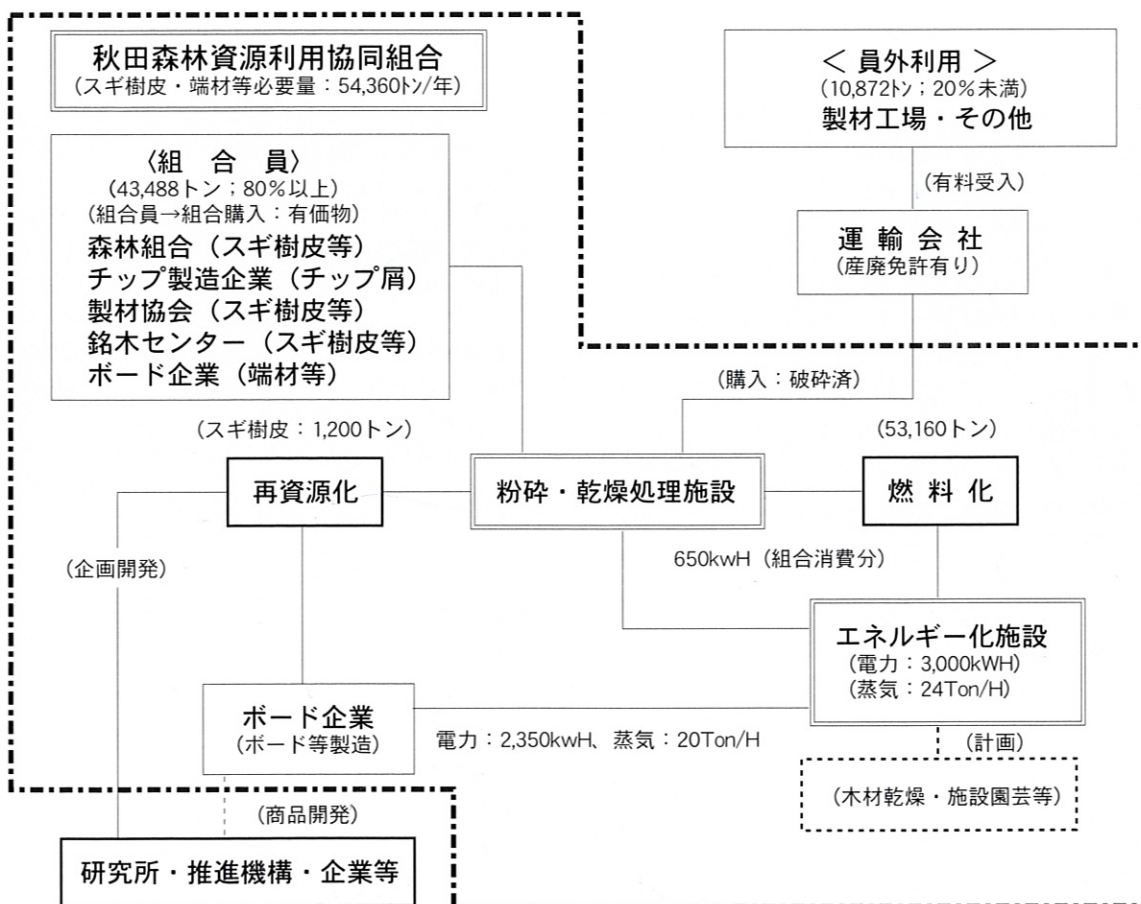 秋田森林資源利用協同組合
(スギ樹皮・端材等必要量：54,360トン/年)
＜ 員外利用 ＞
(10,872トン；20％未満)
製材工場・その他
〈組　合　員〉
(43,488トン；80％以上)
(組合員→組合購入：有価物)
森林組合（スギ樹皮等）
チップ製造企業（チップ屑）
製材協会（スギ樹皮等）
銘木センター（スギ樹皮等）
ボード企業（端材等）
(有料受入)
運 輸 会 社
(産廃免許有り)
(購入：破砕済)
(スギ樹皮：1,200トン)
(53,160トン)
再資源化
粉砕・乾燥処理施設
燃 料 化
650kwH（組合消費分）
(企画開発)
エネルギー化施設
(電力：3,000kWH)
(蒸気：24Ton/H)
ボード企業
(ボード等製造)
電力：2,350kwH、蒸気：20Ton/H
(計画)
(木材乾燥・施設園芸等)
(商品開発)
研究所・推進機構・企業等